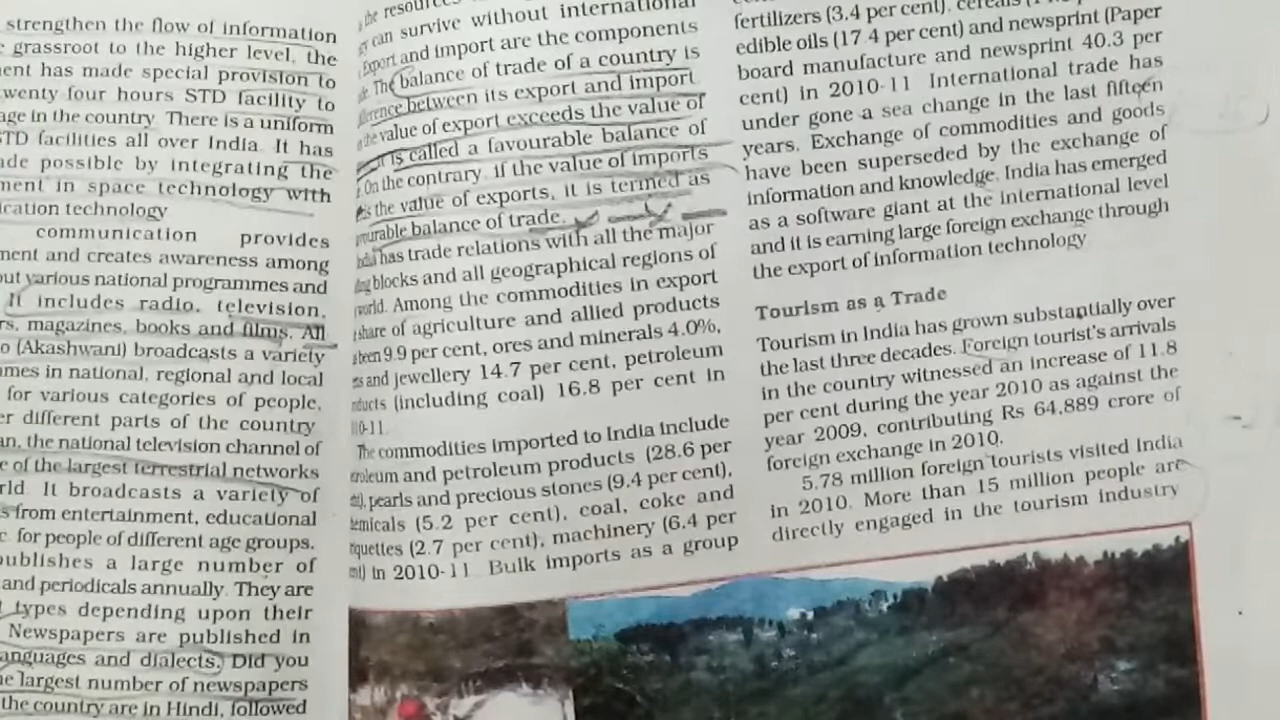 strengthen the flow of information
grassroot to the higher level, the
ent has made special provision to
wenty four hours STD facility to
age in the country. There is a uniform
STD facilities all over India. It has
ade possible by integrating the
ment in space technology with
ication technology
communication provides
ment and creates awareness among
out various national programmes and
It includes radio, television,
rs, magazines, books and films. All
o (Akashwani) broadcasts a variety
mes in national, regional and local
for various categories of people,
er different parts of the country
an, the national television channel of
e of the largest terrestrial networks
rld. It broadcasts a variety of
s from entertainment, educational
c. for people of different age groups.
publishes a large number of
and periodicals annually. They are
types depending upon their
Newspapers are published in
anguages and dialects. Did you
e largest number of newspapers
the country are in Hindi, followed
the resources
can survive without international
Export and import are the components
The balance of trade of a country is
ference between its export and import
the value of export exceeds the value of
it is called a favourable balance of
On the contrary, if the value of imports
the value of exports, it is termed as
ourable balance of trade.
India has trade relations with all the major
ing blocks and all geographical regions of
world. Among the commodities in export
share of agriculture and allied products
been 9.9 per cent, ores and minerals 4.0%,
and jewellery 14.7 per cent, petroleum
ducts (including coal) 16.8 per cent in
10-11.
The commodities imported to India include
troleum and petroleum products (28.6 per
pearls and precious stones (9.4 per cent),
emicals (5.2 per cent), coal, coke and
iquettes (2.7 per cent), machinery (6.4 per
in 2010-11 Bulk imports as a group
fertilizers (3.4 per cent), cereals
edible oils (17.4 per cent) and newsprint (Paper
board manufacture and newsprint 40.3 per
cent) in 2010-11 International trade has
under gone a sea change in the last fifteen
years. Exchange of commodities and goods
have been superseded by the exchange of
information and knowledge. India has emerged
as a software giant at the international level
and it is earning large foreign exchange through
the export of information technology
Tourism as a Trade
Tourism in India has grown substantially over
the last three decades. Foreign tourist's arrivals
in the country witnessed an increase of 11.8
per cent during the year 2010 as against the
year 2009, contributing Rs 64,889 crore of
foreign exchange in 2010.
5.78 million foreign tourists visited India
in 2010. More than 15 million people are
directly engaged in the tourism industry